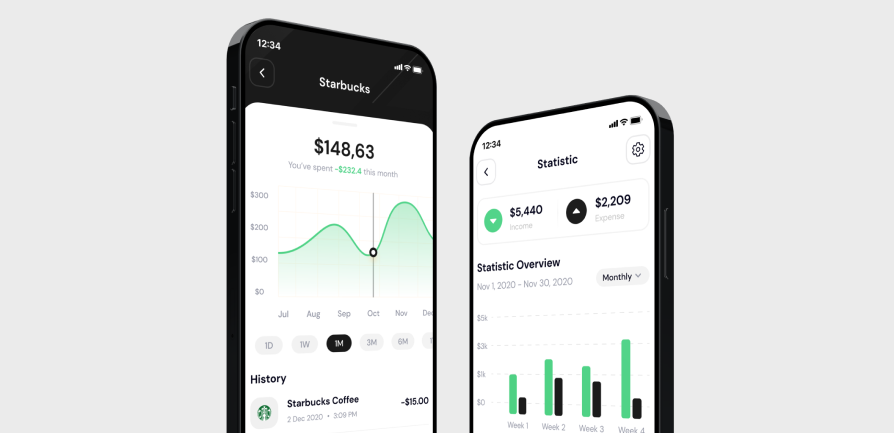 12:34
Starbucks
$148,63
You've spent -$232.4 this month
$300
$200
$100
$0
Jul Aug Sep Oct Nov Dec
1D 1W 1M 3M 6M
History
Starbucks Coffee -$15.00
2 Dec 2020 • 3:09 PM
12:34
Statistic
$5,440 $2,209
Income Expense
Statistic Overview
Nov 1, 2020 - Nov 30, 2020 Monthly
$5k
$3k
$1k
$0
Week 1 Week 2 Week 3 Week 4